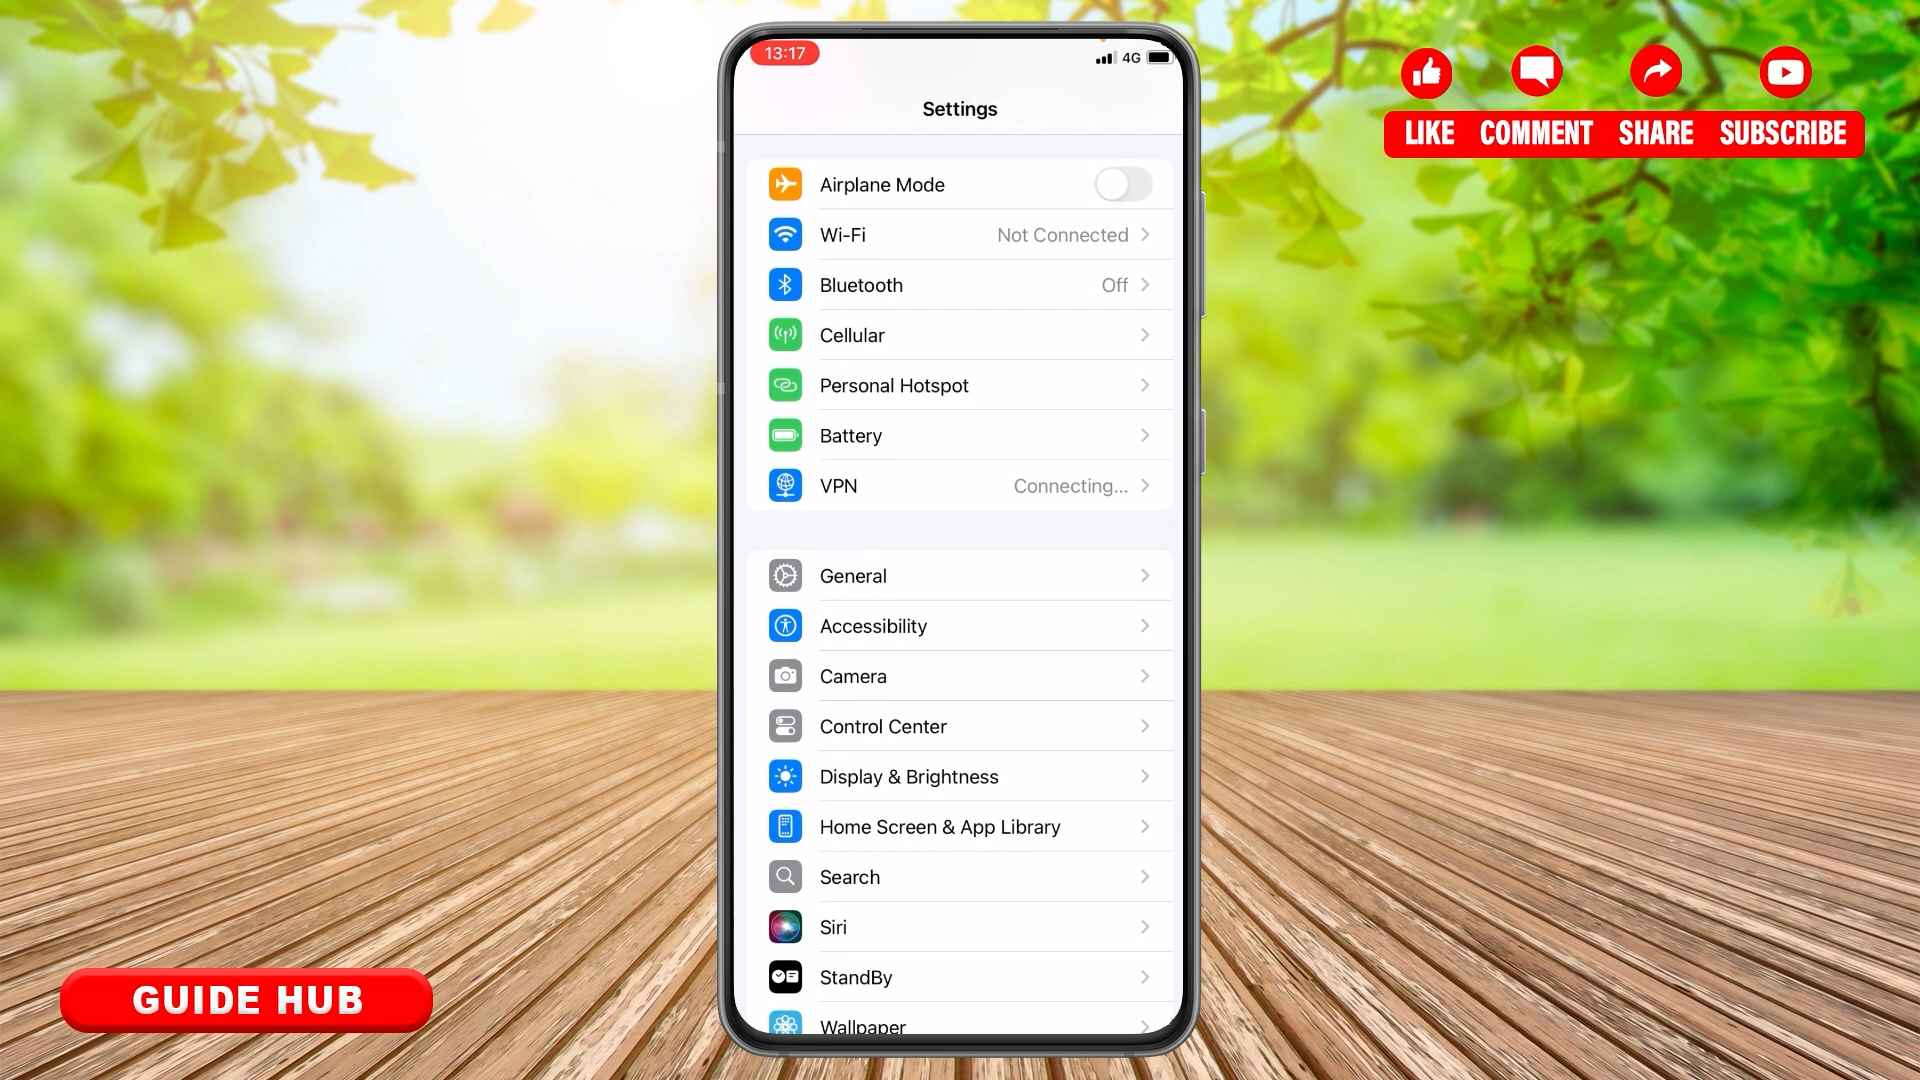 13:17
4G
Settings
LIKE COMMENT SHARE SUBSCRIBE
Airplane Mode
Wi-Fi Not Connected
Bluetooth Off
Cellular
Personal Hotspot
Battery
VPN Connecting...
General
Accessibility
Camera
Control Center
Display & Brightness
Home Screen & App Library
Search
Siri
StandBy
Wallpaper
GUIDE HUB